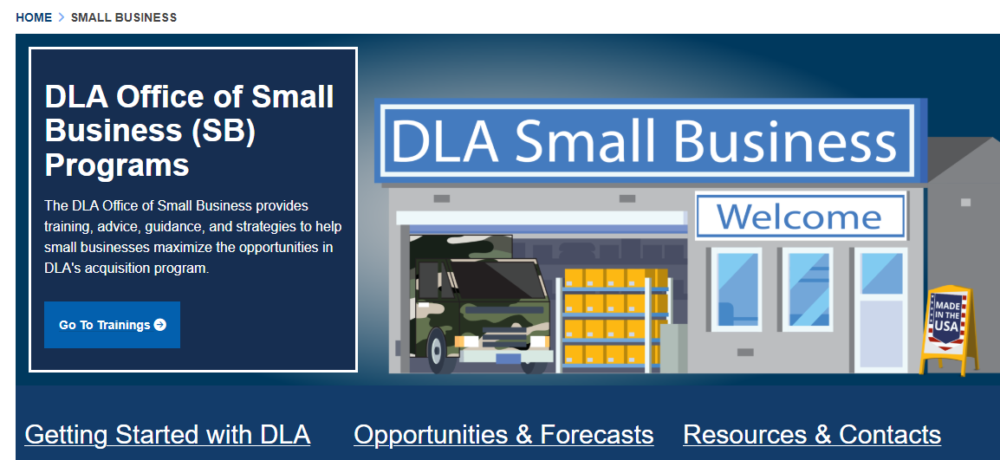 HOME > SMALL BUSINESS
DLA Office of Small
Business (SB)
Programs
The DLA Office of Small Business provides
training, advice, guidance, and strategies to help
small businesses maximize the opportunities in
DLA's acquisition program.
Go To Trainings
DLA Small Business
Welcome
MADE
IN THE
USA
Getting Started with DLA
Opportunities & Forecasts
Resources & Contacts